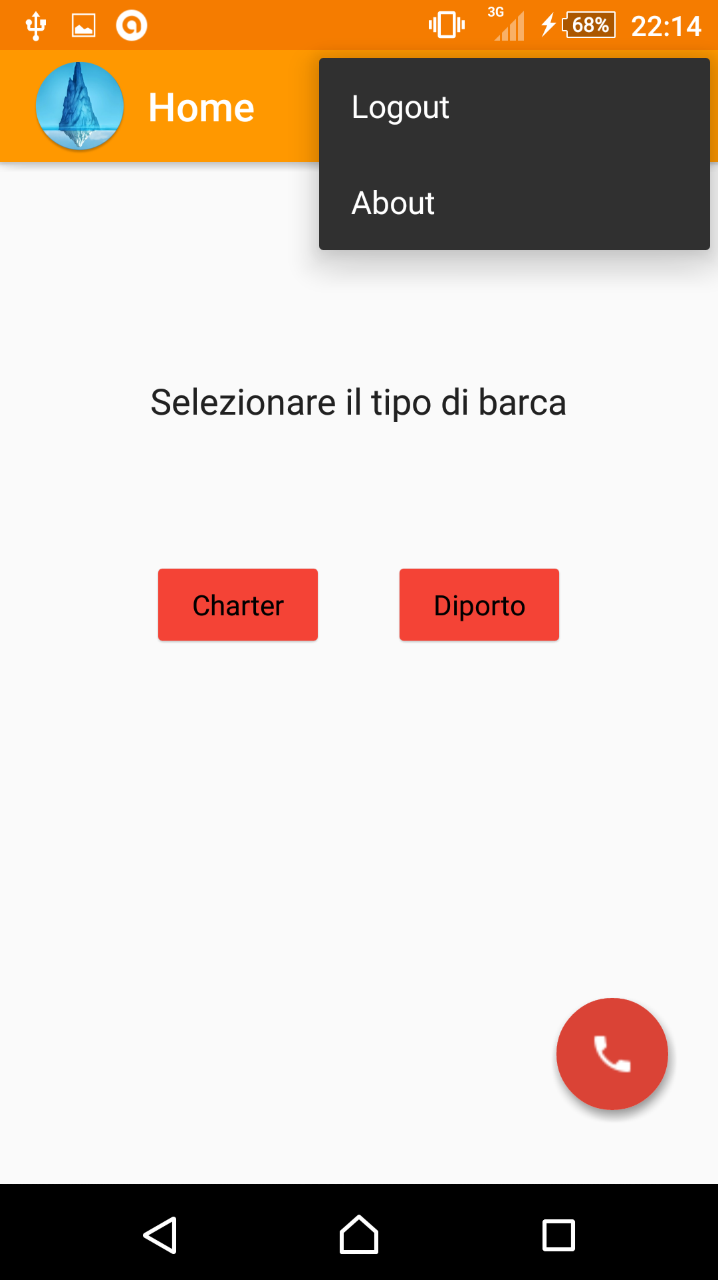 3G 68% 22:14
Home
Logout
About
Selezionare il tipo di barca
Charter Diporto